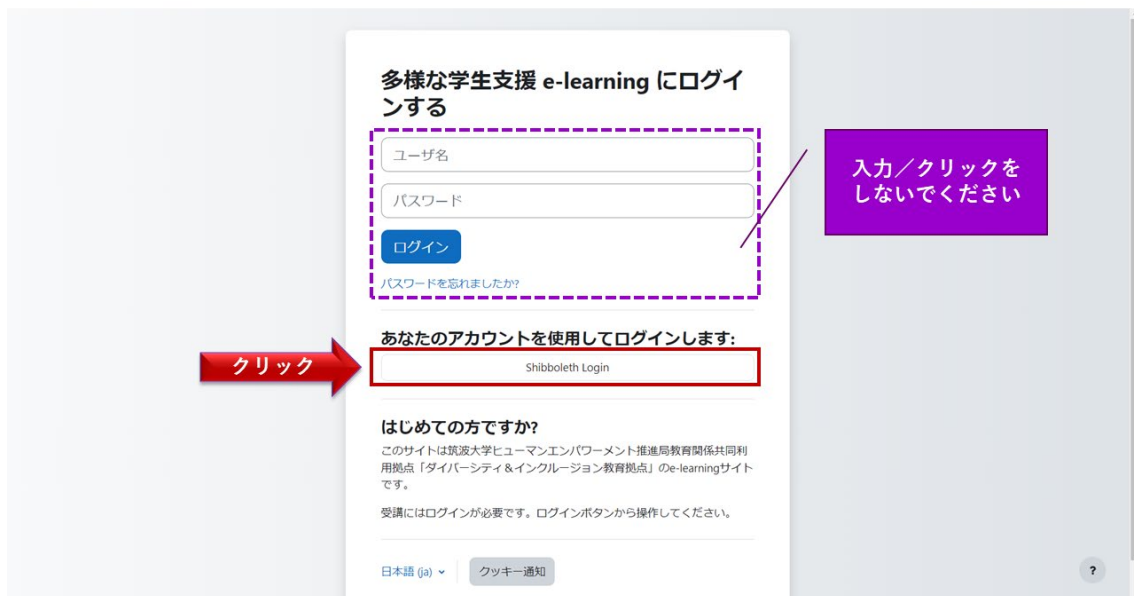 多様な学生支援 e-learning にログイ
ンする
ユーザ名
パスワード
ログイン
パスワードを忘れましたか?
入力／クリックを
しないでください
あなたのアカウントを使用してログインします:
クリック
Shibboleth Login
はじめての方ですか?
このサイトは筑波大学ヒューマンエンパワーメント推進局教育関係共同利
用拠点「ダイバーシティ＆インクルージョン教育拠点」のe-learningサイト
です。
受講にはログインが必要です。ログインボタンから操作してください。
日本語 (ja)
クッキー通知
?